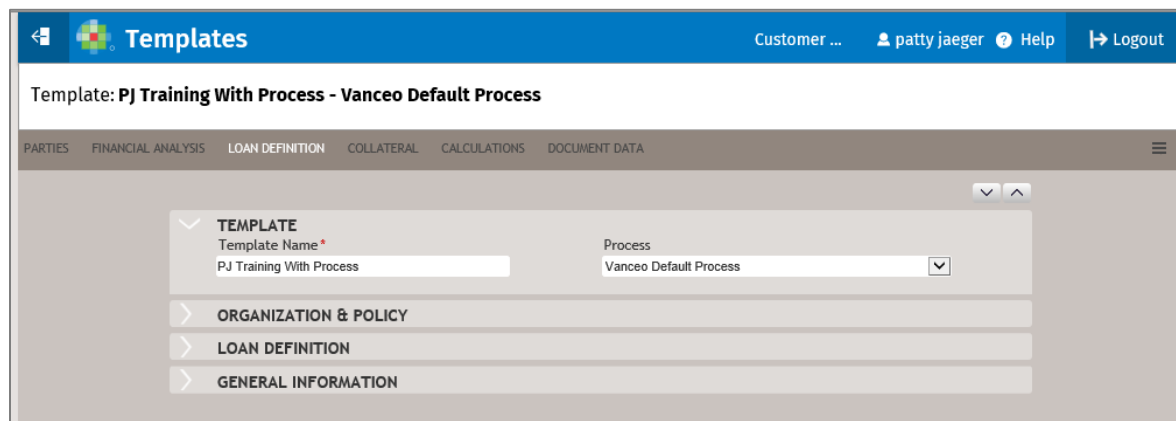 Templates Customer ... patty jaeger ? Help Logout
Template: PJ Training With Process - Vanceo Default Process
PARTIES FINANCIAL ANALYSIS LOAN DEFINITION COLLATERAL CALCULATIONS DOCUMENT DATA
TEMPLATE
Template Name* Process
PJ Training With Process Vanceo Default Process
ORGANIZATION & POLICY
LOAN DEFINITION
GENERAL INFORMATION